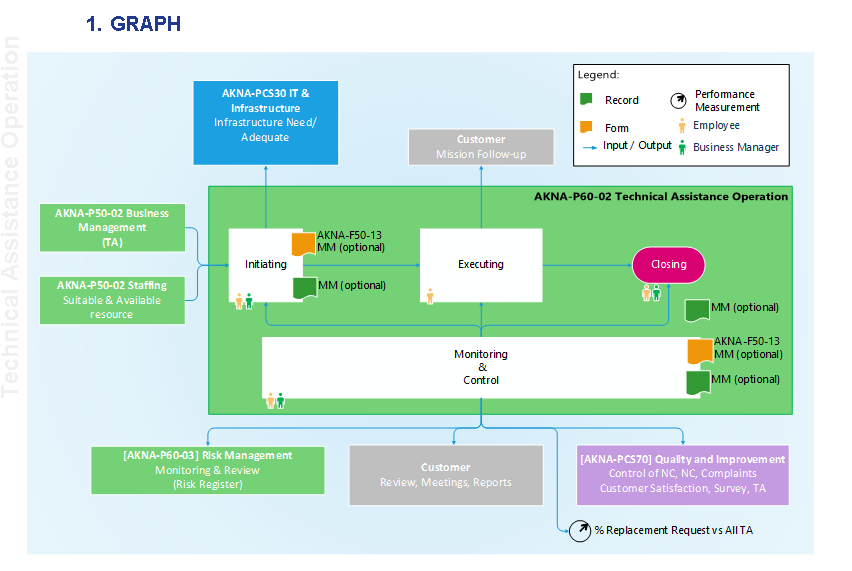 1. GRAPH
Technical Assistance Operation
Legend:
Record
Performance
Measurement
Form
Employee
Input / Output
Business Manager
AKNA-PCS30 IT &
Infrastructure
Infrastructure Need/
Adequate
Customer
Mission Follow-up
AKNA-P60-02 Technical Assistance Operation
AKNA-P50-02 Business
Management
(TA)
AKNA-P50-02 Staffing
Suitable & Available
resource
Initiating
AKNA-F50-13
MM (optional)
MM (optional)
Executing
Closing
MM (optional)
Monitoring
&
Control
AKNA-F50-13
MM (optional)
MM (optional)
[AKNA-P60-03] Risk Management
Monitoring & Review
(Risk Register)
Customer
Review, Meetings, Reports
[AKNA-PCS70] Quality and Improvement
Control of NC, NC, Complaints
Customer Satisfaction, Survey, TA
% Replacement Request vs All TA